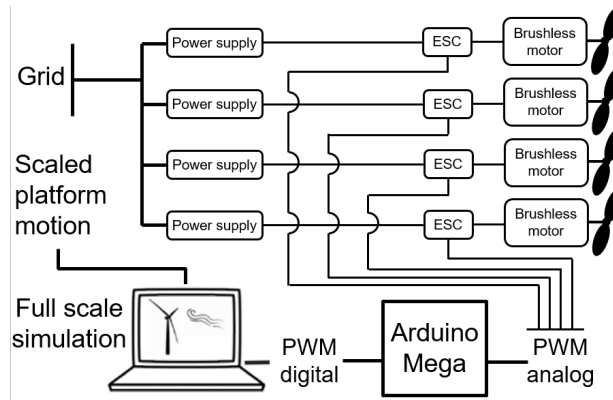 Power supply
ESC
Brushless
motor
Grid
Power supply
ESC
Brushless
motor
Scaled
platform
motion
Power supply
ESC
Brushless
motor
Power supply
ESC
Brushless
motor
Full scale
simulation
PWM
digital
Arduino
Mega
PWM
analog